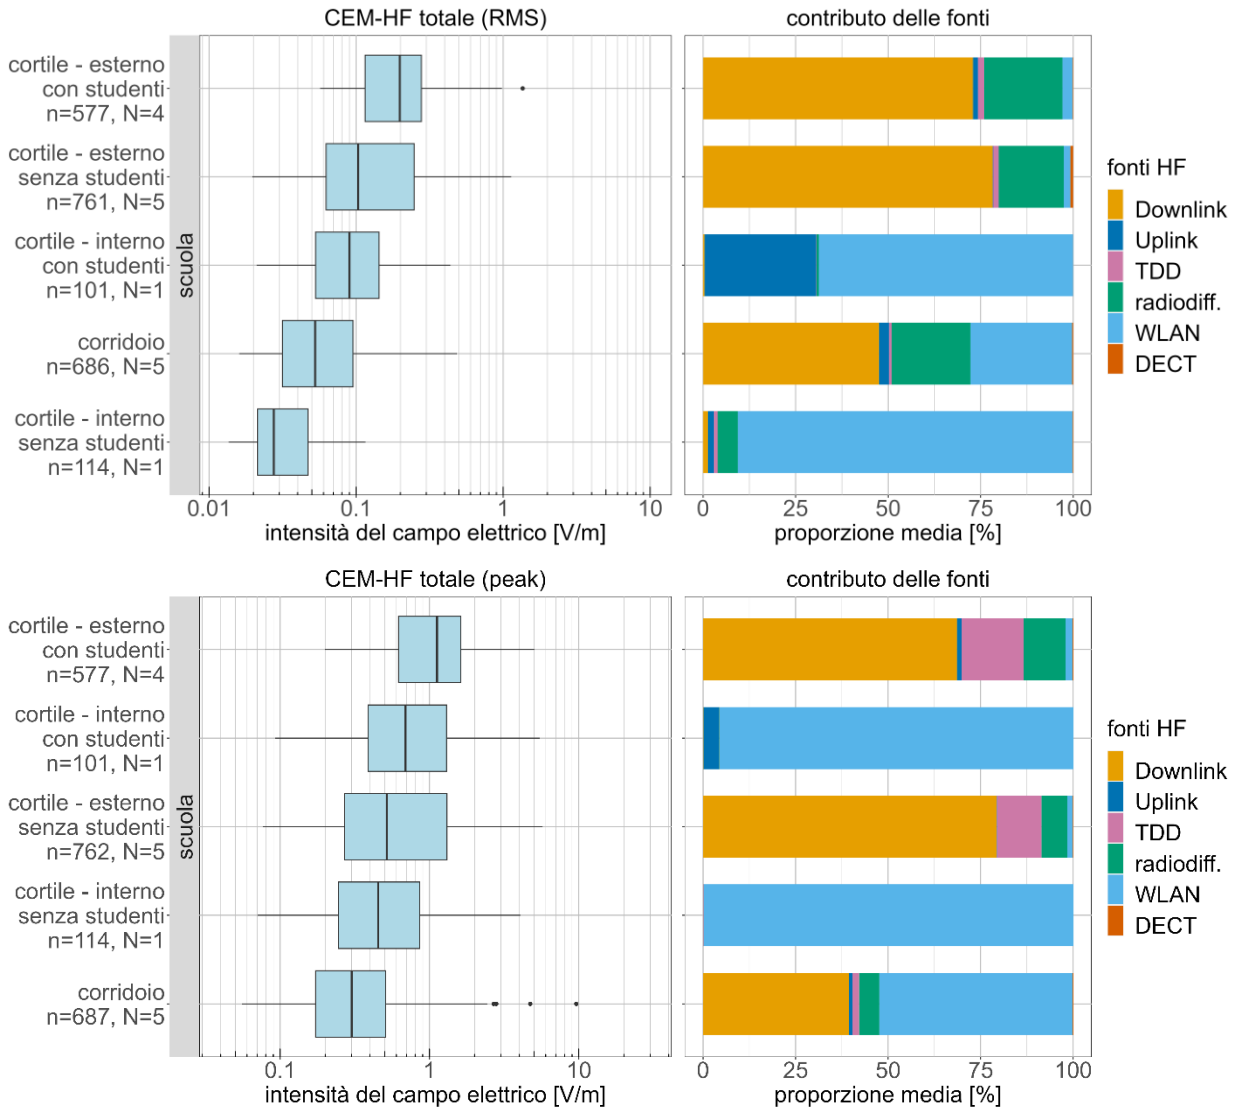 CEM-HF totale (RMS)
contributo delle fonti
cortile - esterno
con studenti
n=577, N=4
cortile - esterno
senza studenti
n=761, N=5
cortile - interno
con studenti
n=101, N=1
corridoio
n=686, N=5
cortile - interno
senza studenti
n=114, N=1
scuola
0.01
0.1
1
10
intensità del campo elettrico [V/m]
0
25
50
75
100
proporzione media [%]
fonti HF
Downlink
Uplink
TDD
radiodiff.
WLAN
DECT
CEM-HF totale (peak)
contributo delle fonti
cortile - esterno
con studenti
n=577, N=4
cortile - interno
con studenti
n=101, N=1
cortile - esterno
senza studenti
n=762, N=5
cortile - interno
senza studenti
n=114, N=1
corridoio
n=687, N=5
scuola
0.1
1
10
intensità del campo elettrico [V/m]
0
25
50
75
100
proporzione media [%]
fonti HF
Downlink
Uplink
TDD
radiodiff.
WLAN
DECT